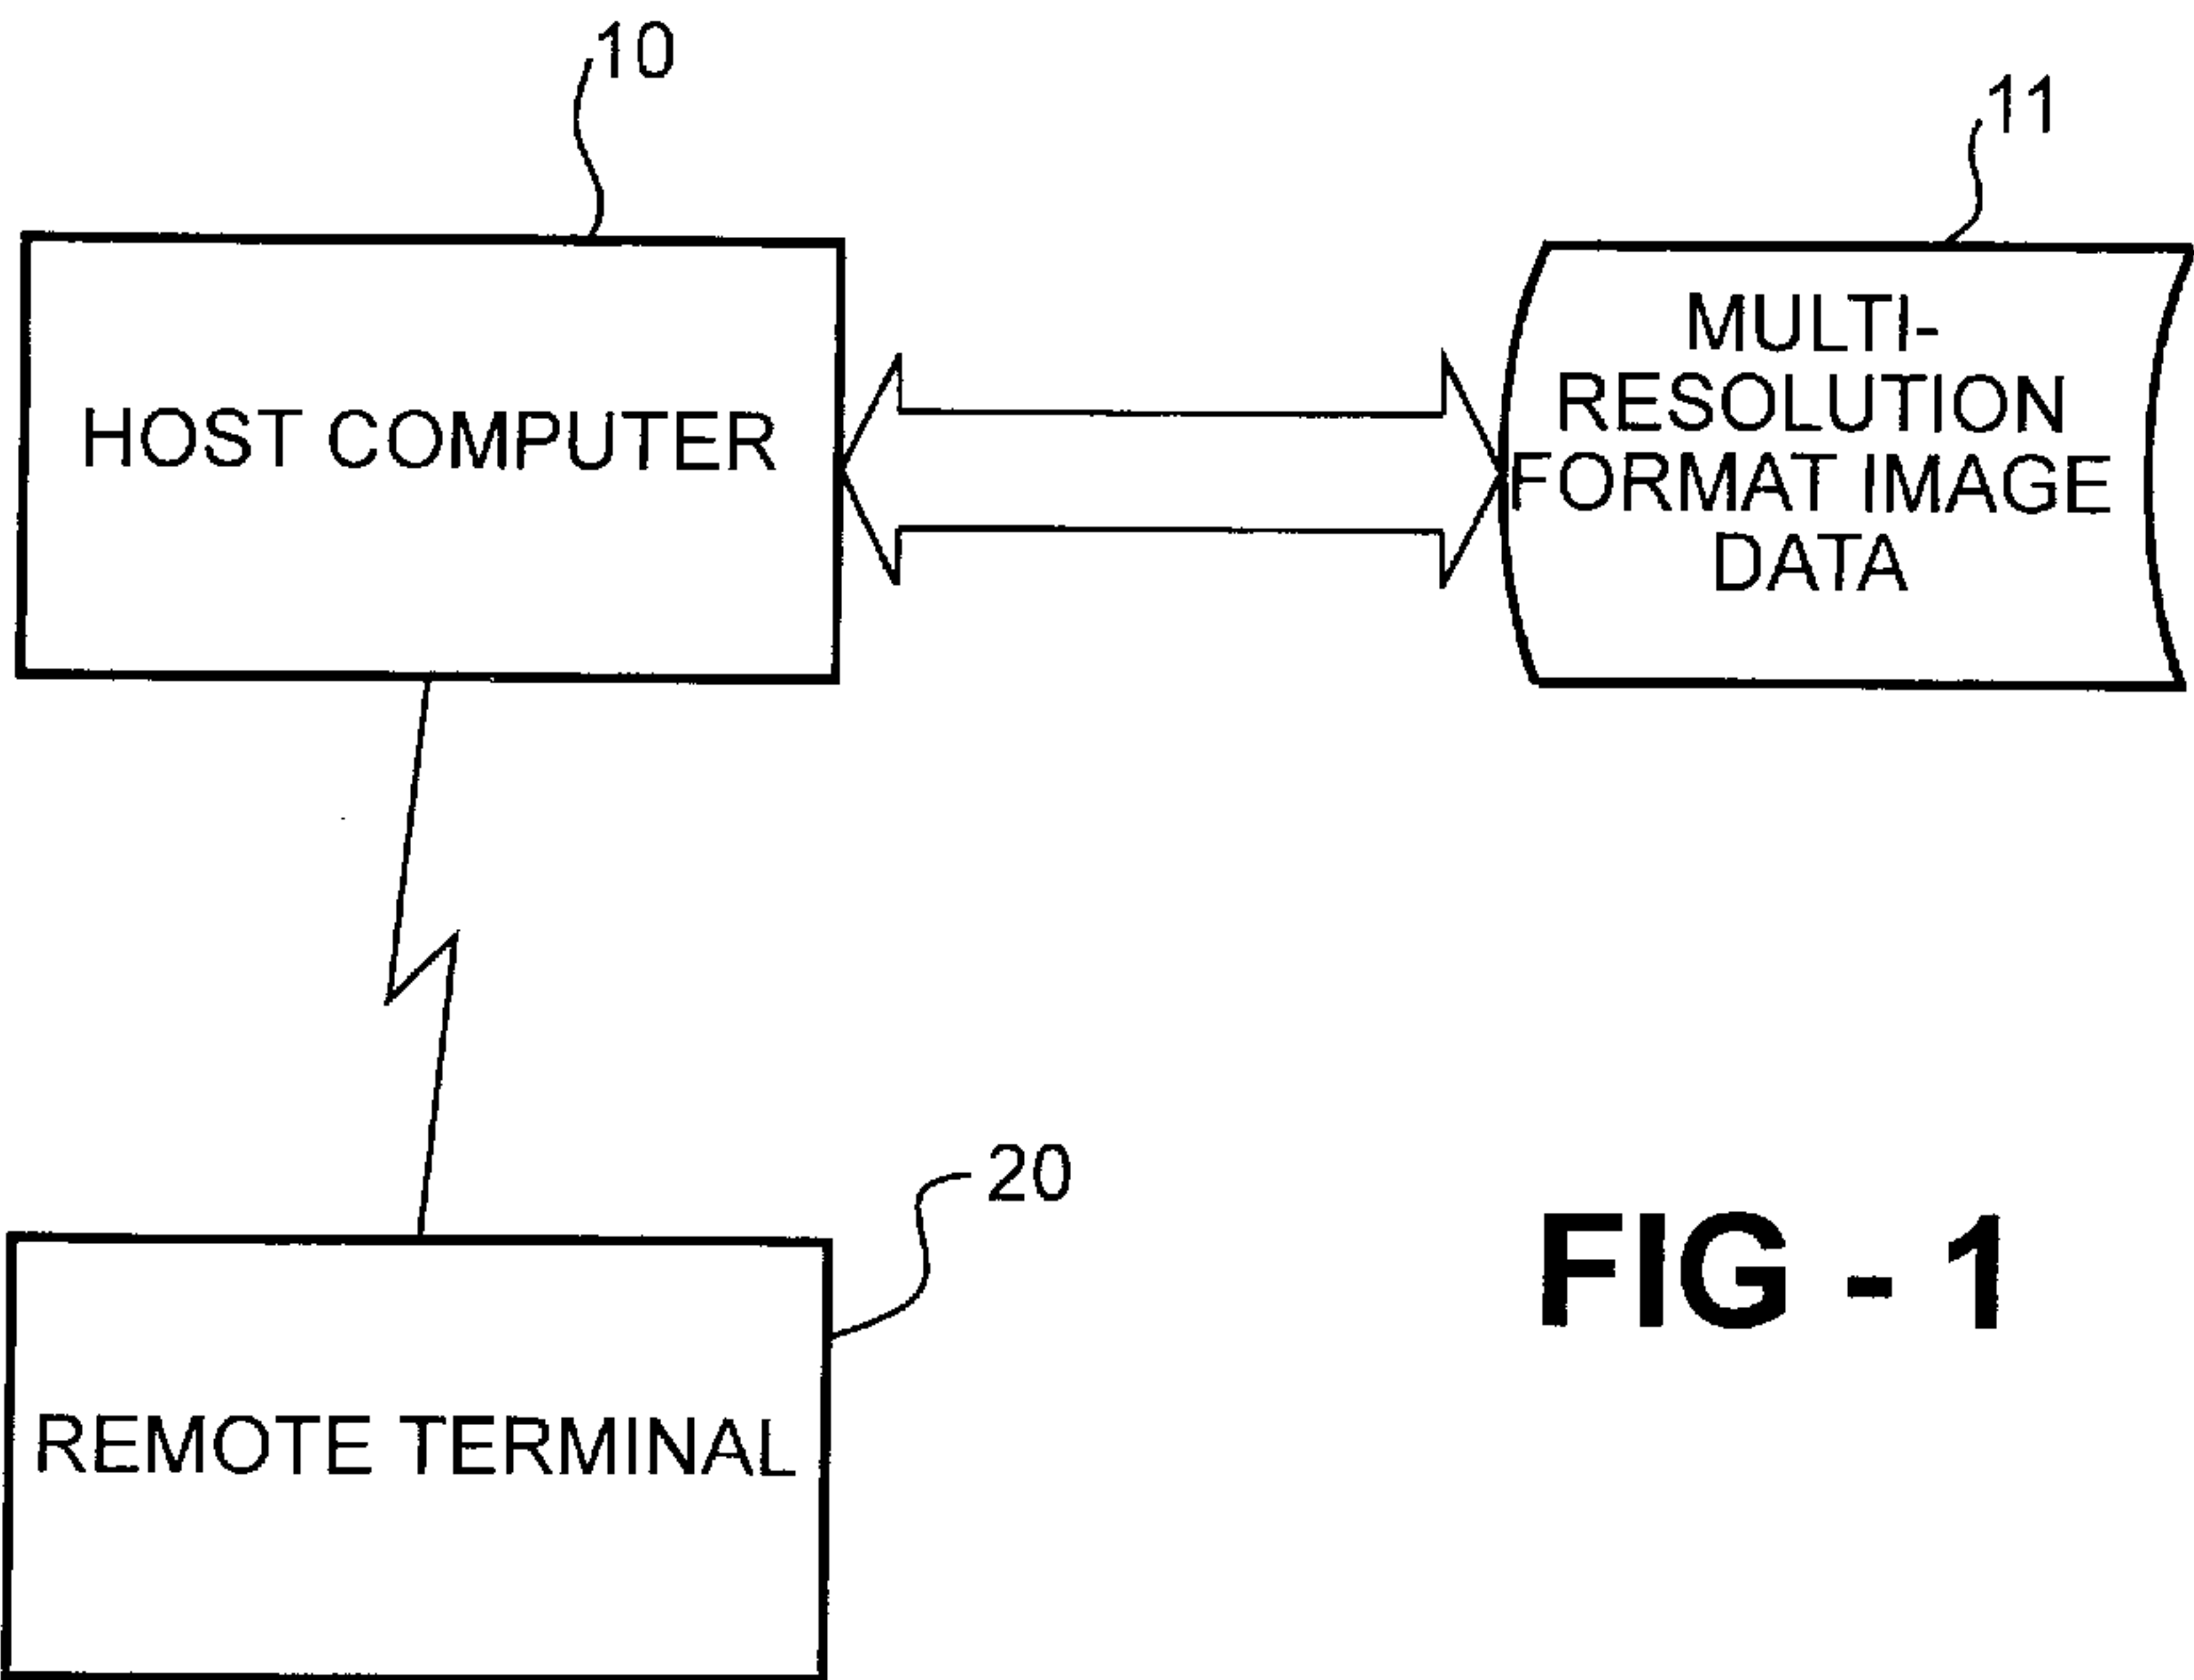 10
11
HOST COMPUTER
MULTI-
RESOLUTION
FORMAT IMAGE
DATA
20
REMOTE TERMINAL
FIG - 1